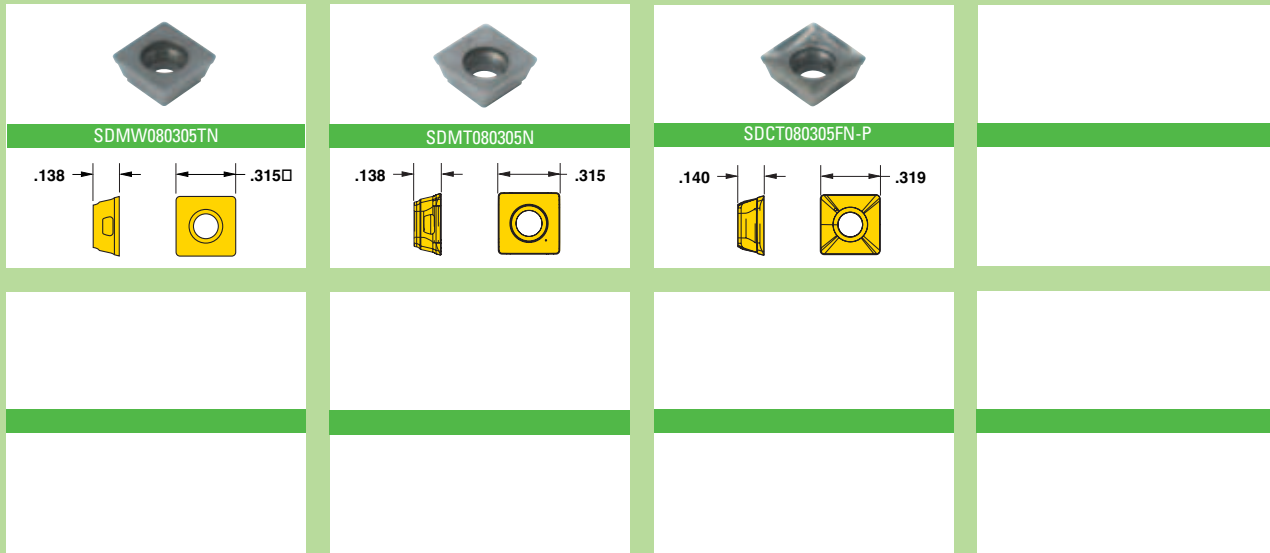 SDMW080305TN
SDMT080305N
SDCT080305FN-P
.138 .315□
.138 .315
.140 .319